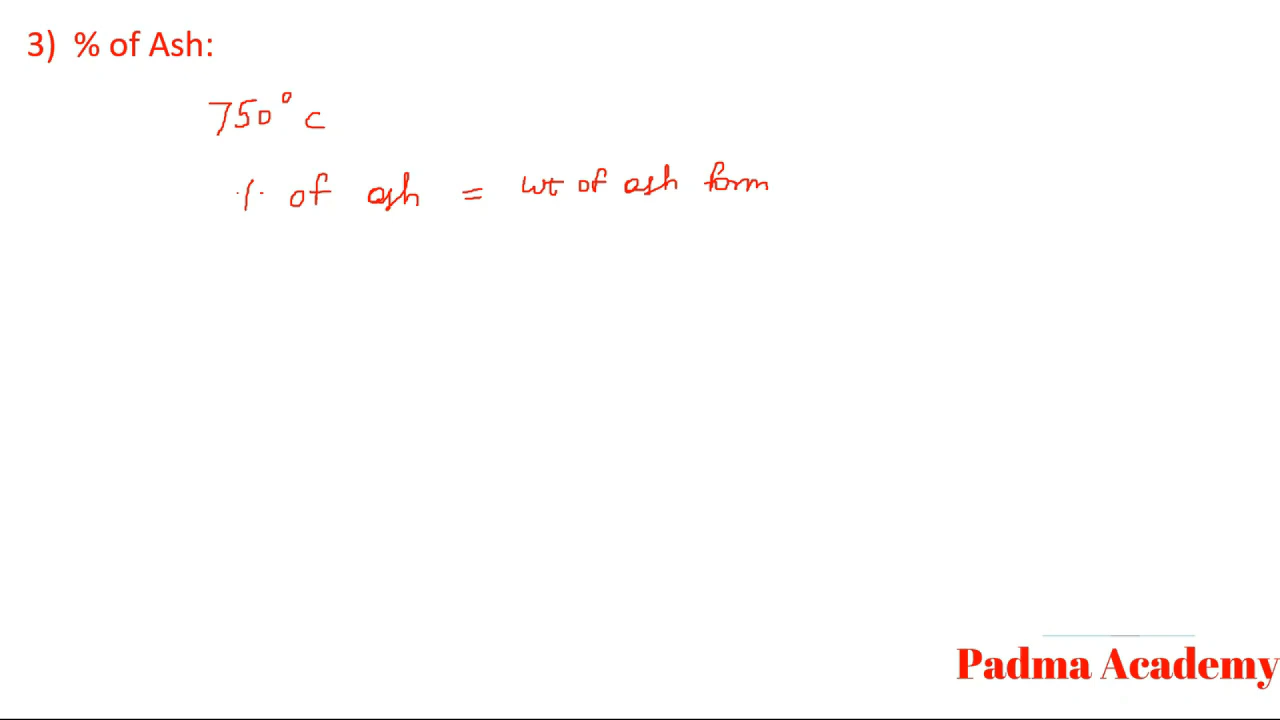 3) % of Ash:
750° c
% of ash = wt of ash form
Padma Academy